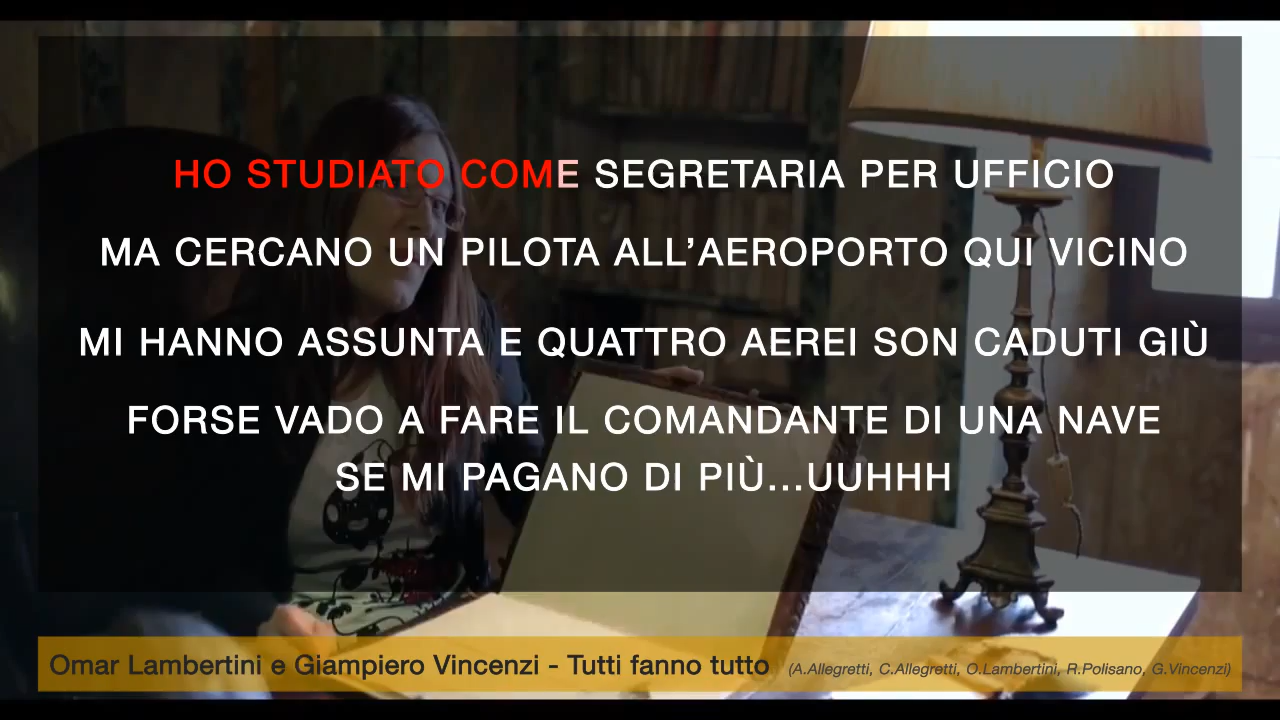 HO STUDIATO COME SEGRETARIA PER UFFICIO
MA CERCANO UN PILOTA ALL’AEROPORTO QUI VICINO
MI HANNO ASSUNTA E QUATTRO AEREI SON CADUTI GIÙ
FORSE VADO A FARE IL COMANDANTE DI UNA NAVE
SE MI PAGANO DI PIÙ...UUHHH
Omar Lambertini e Giampiero Vincenzi - Tutti fanno tutto (A.Allegretti, C.Allegretti, O.Lambertini, R.Polisano, G.Vincenzi)